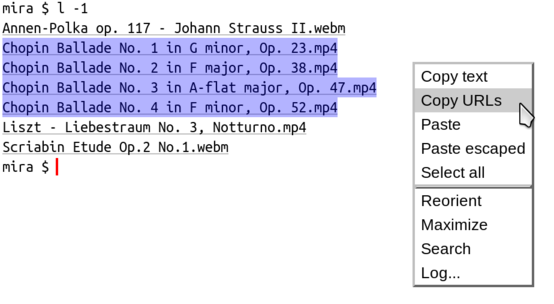 mira $ l -1
Annen-Polka op. 117 - Johann Strauss II.webm
Chopin Ballade No. 1 in G minor, Op. 23.mp4
Chopin Ballade No. 2 in F major, Op. 38.mp4
Chopin Ballade No. 3 in A-flat major, Op. 47.mp4
Chopin Ballade No. 4 in F minor, Op. 52.mp4
Liszt - Liebestraum No. 3, Notturno.mp4
Scriabin Etude Op.2 No.1.webm
mira $
Copy text
Copy URLs
Paste
Paste escaped
Select all
Reorient
Maximize
Search
Log...